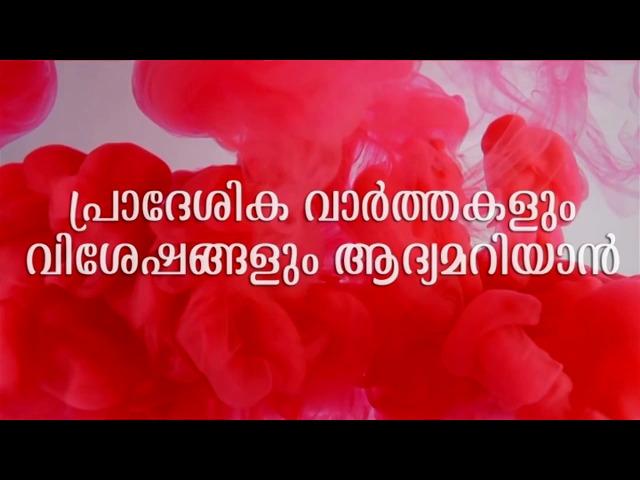 പ്രാദേശിക വാർത്തകളും
വിശേഷങ്ങളും ആദ്യമറിയാൻ